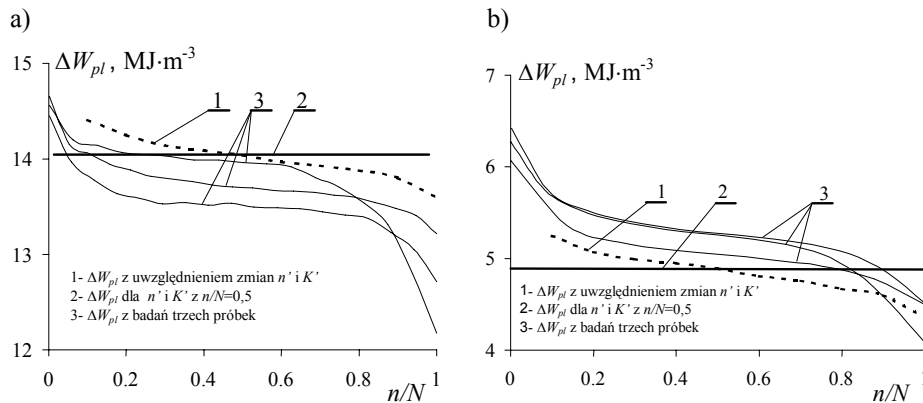 a)
ΔWpl , MJ·m-3
15
14
13
12
0
0.2
0.4
0.6
0.8
1
n/N
1
3
2
1- ΔWpl z uwzględnieniem zmian n’ i K’
2- ΔWpl dla n’ i K’ z n/N=0,5
3- ΔWpl z badań trzech próbek
b)
ΔWpl , MJ·m-3
7
6
5
4
0
0.2
0.4
0.6
0.8
1
n/N
1
2
3
1- ΔWpl z uwzględnieniem zmian n’ i K’
2- ΔWpl dla n’ i K’ z n/N=0,5
3- ΔWpl z badań trzech próbek